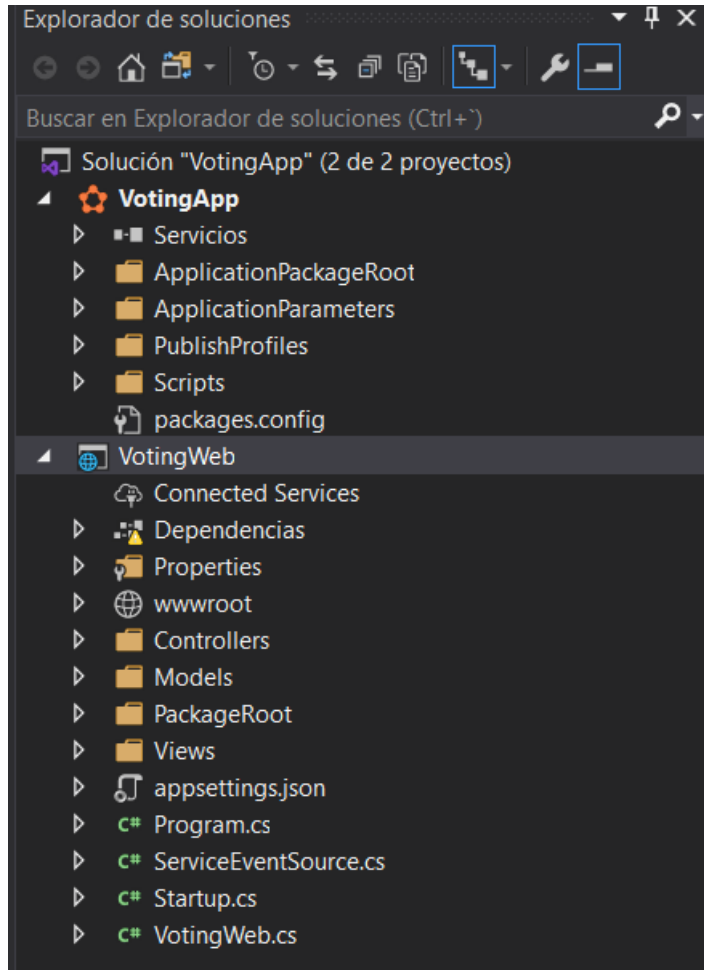 Explorador de soluciones
Buscar en Explorador de soluciones (Ctrl+`)
Solución "VotingApp" (2 de 2 proyectos)
VotingApp
Servicios
ApplicationPackageRoot
ApplicationParameters
PublishProfiles
Scripts
packages.config
VotingWeb
Connected Services
Dependencias
Properties
wwwroot
Controllers
Models
PackageRoot
Views
appsettings.json
C# Program.cs
C# ServiceEventSource.cs
C# Startup.cs
C# VotingWeb.cs